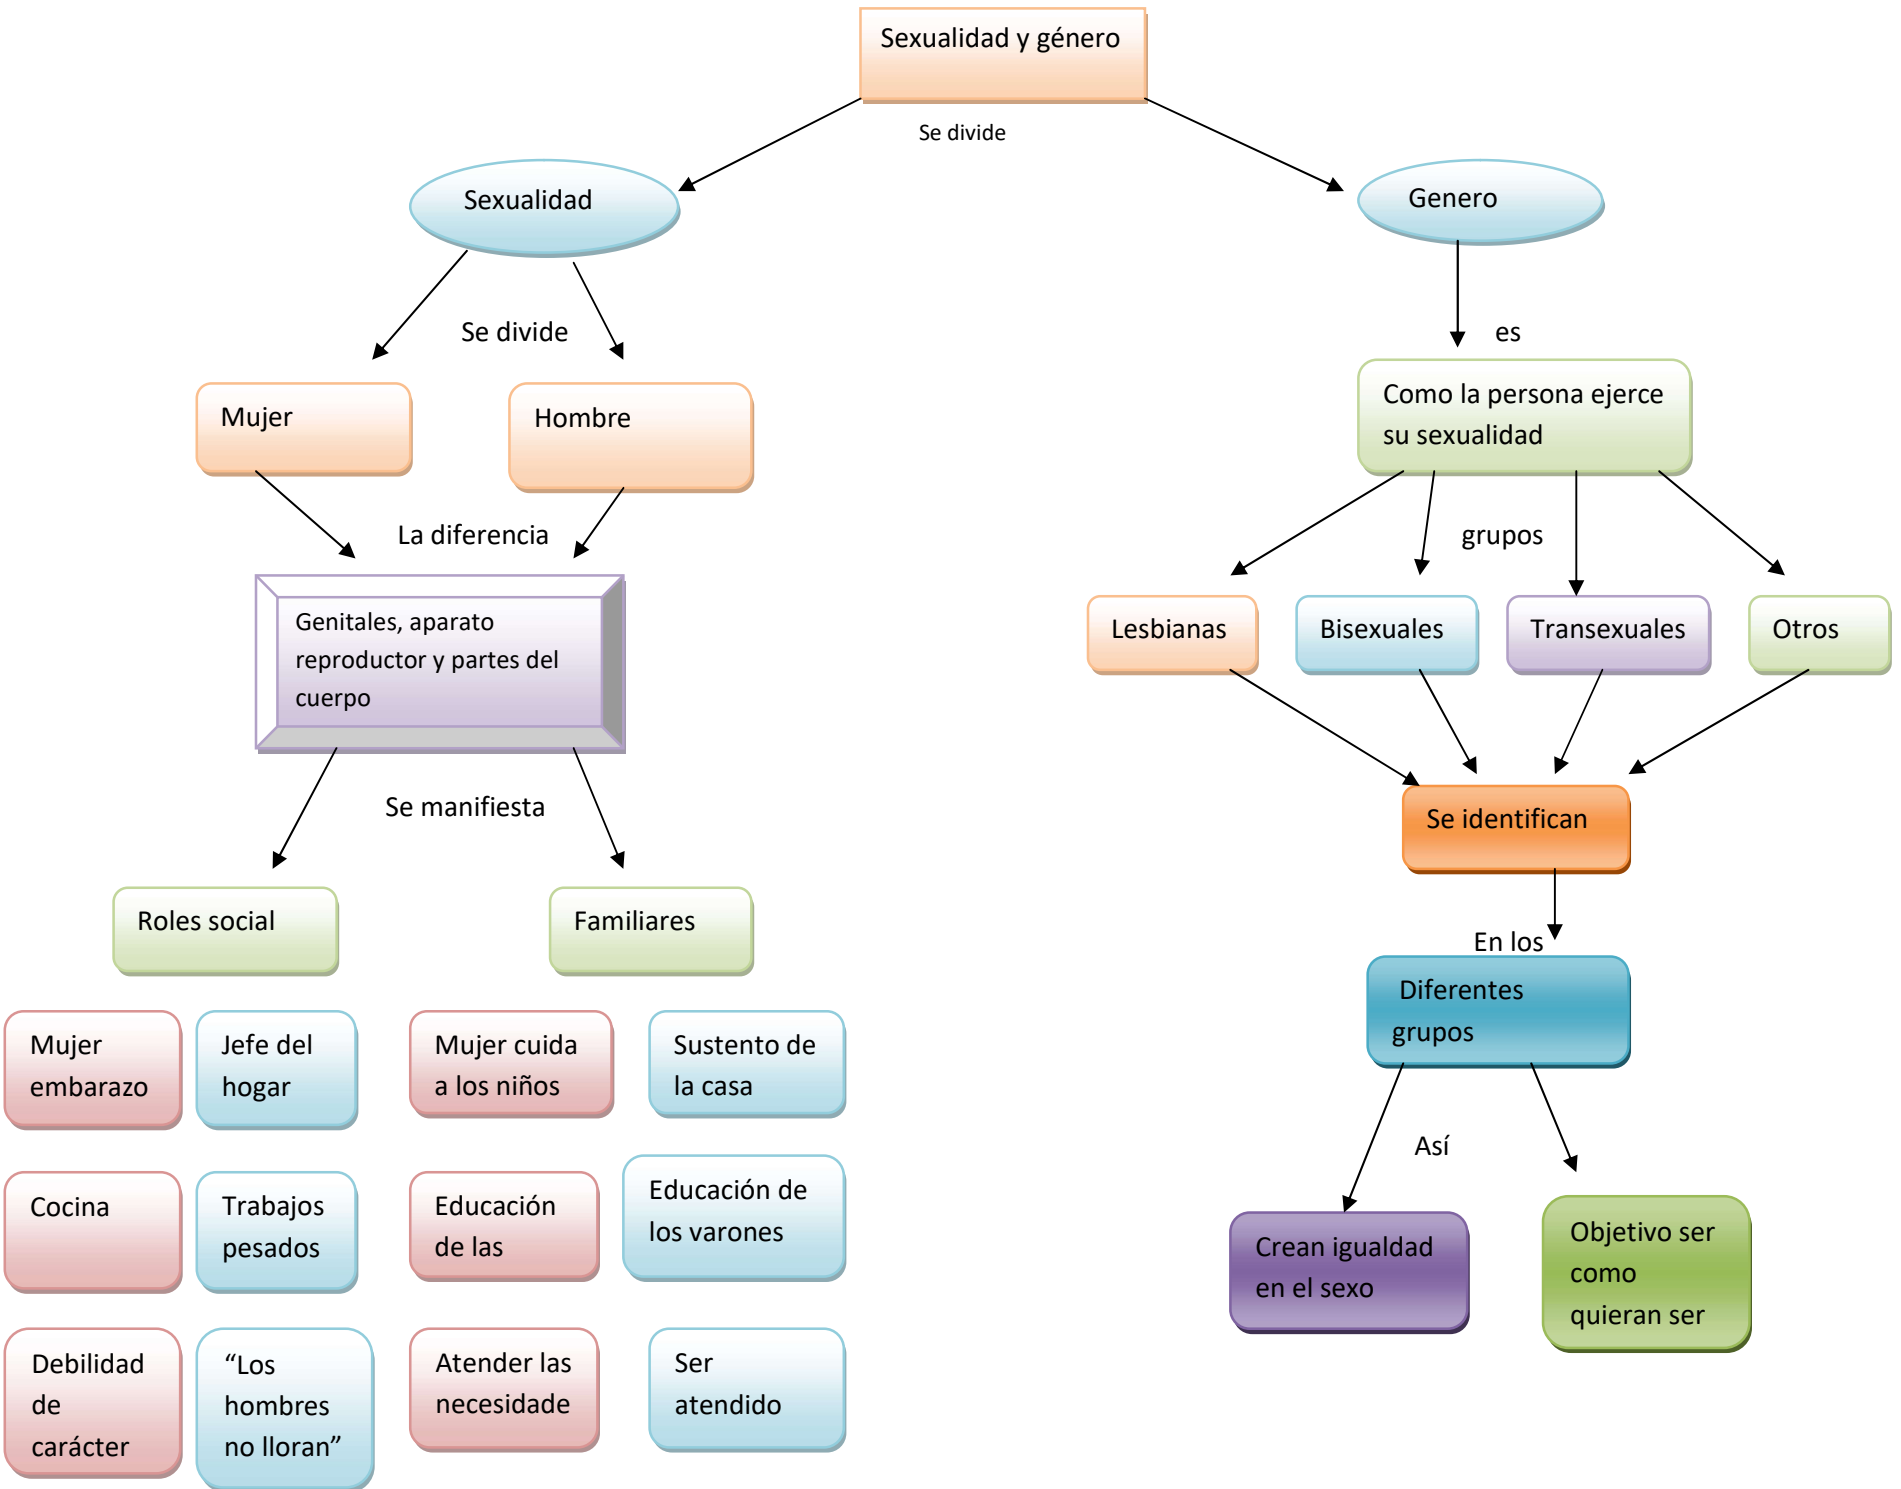 Sexualidad y género
Se divide
Sexualidad
Genero
Se divide
es
Mujer
Hombre
Como la persona ejerce
su sexualidad
La diferencia
grupos
Genitales, aparato
reproductor y partes del
cuerpo
Lesbianas
Bisexuales
Transexuales
Otros
Se manifiesta
Se identifican
Roles social
Familiares
En los
Diferentes
grupos
Mujer
embarazo
Jefe del
hogar
Mujer cuida
a los niños
Sustento de
la casa
Así
Cocina
Trabajos
pesados
Educación
de las
Educación de
los varones
Crean igualdad
en el sexo
Objetivo ser
como
quieran ser
Debilidad
de
carácter
“Los
hombres
no lloran”
Atender las
necesidade
Ser
atendido